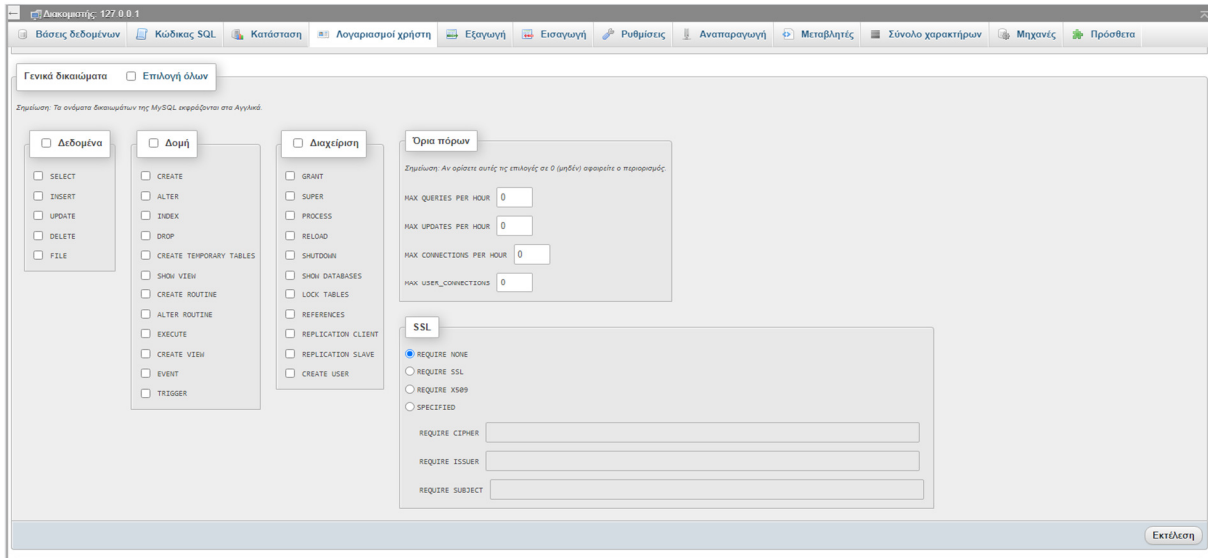 Διακομιστής: 127.0.0.1
Βάσεις δεδομένων Κώδικας SQL Κατάσταση Λογαριασμοί χρήστη Εξαγωγή Εισαγωγή Ρυθμίσεις Αναπαραγωγή Μεταβλητές Σύνολο χαρακτήρων Μηχανές Πρόσθετα
Γενικά δικαιώματα Επιλογή όλων
Σημείωση: Τα ονόματα δικαιωμάτων της MySQL εκφράζονται στα Αγγλικά.
Δεδομένα
SELECT
INSERT
UPDATE
DELETE
FILE
Δομή
CREATE
ALTER
INDEX
DROP
CREATE TEMPORARY TABLES
SHOW VIEW
CREATE ROUTINE
ALTER ROUTINE
EXECUTE
CREATE VIEW
EVENT
TRIGGER
Διαχείριση
GRANT
SUPER
PROCESS
RELOAD
SHUTDOWN
SHOW DATABASES
LOCK TABLES
REFERENCES
REPLICATION CLIENT
REPLICATION SLAVE
CREATE USER
Όρια πόρων
Σημείωση: Αν ορίσετε αυτές τις επιλογές σε 0 (μηδέν) αφαιρείτε ο περιορισμός.
MAX QUERIES PER HOUR 0
MAX UPDATES PER HOUR 0
MAX CONNECTIONS PER HOUR 0
MAX USER_CONNECTIONS 0
SSL
REQUIRE NONE
REQUIRE SSL
REQUIRE X509
SPECIFIED
REQUIRE CIPHER
REQUIRE ISSUER
REQUIRE SUBJECT
Εκτέλεση